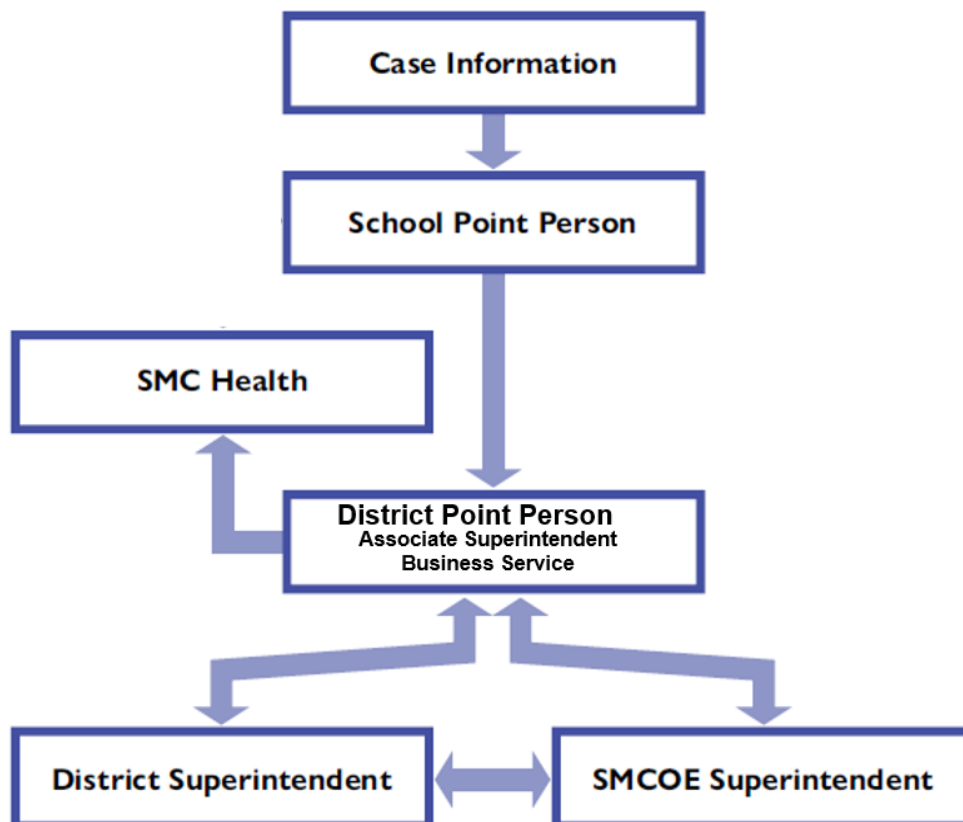 Case Information
School Point Person
SMC Health
District Point Person
Associate Superintendent
Business Service
District Superintendent
SMCOE Superintendent